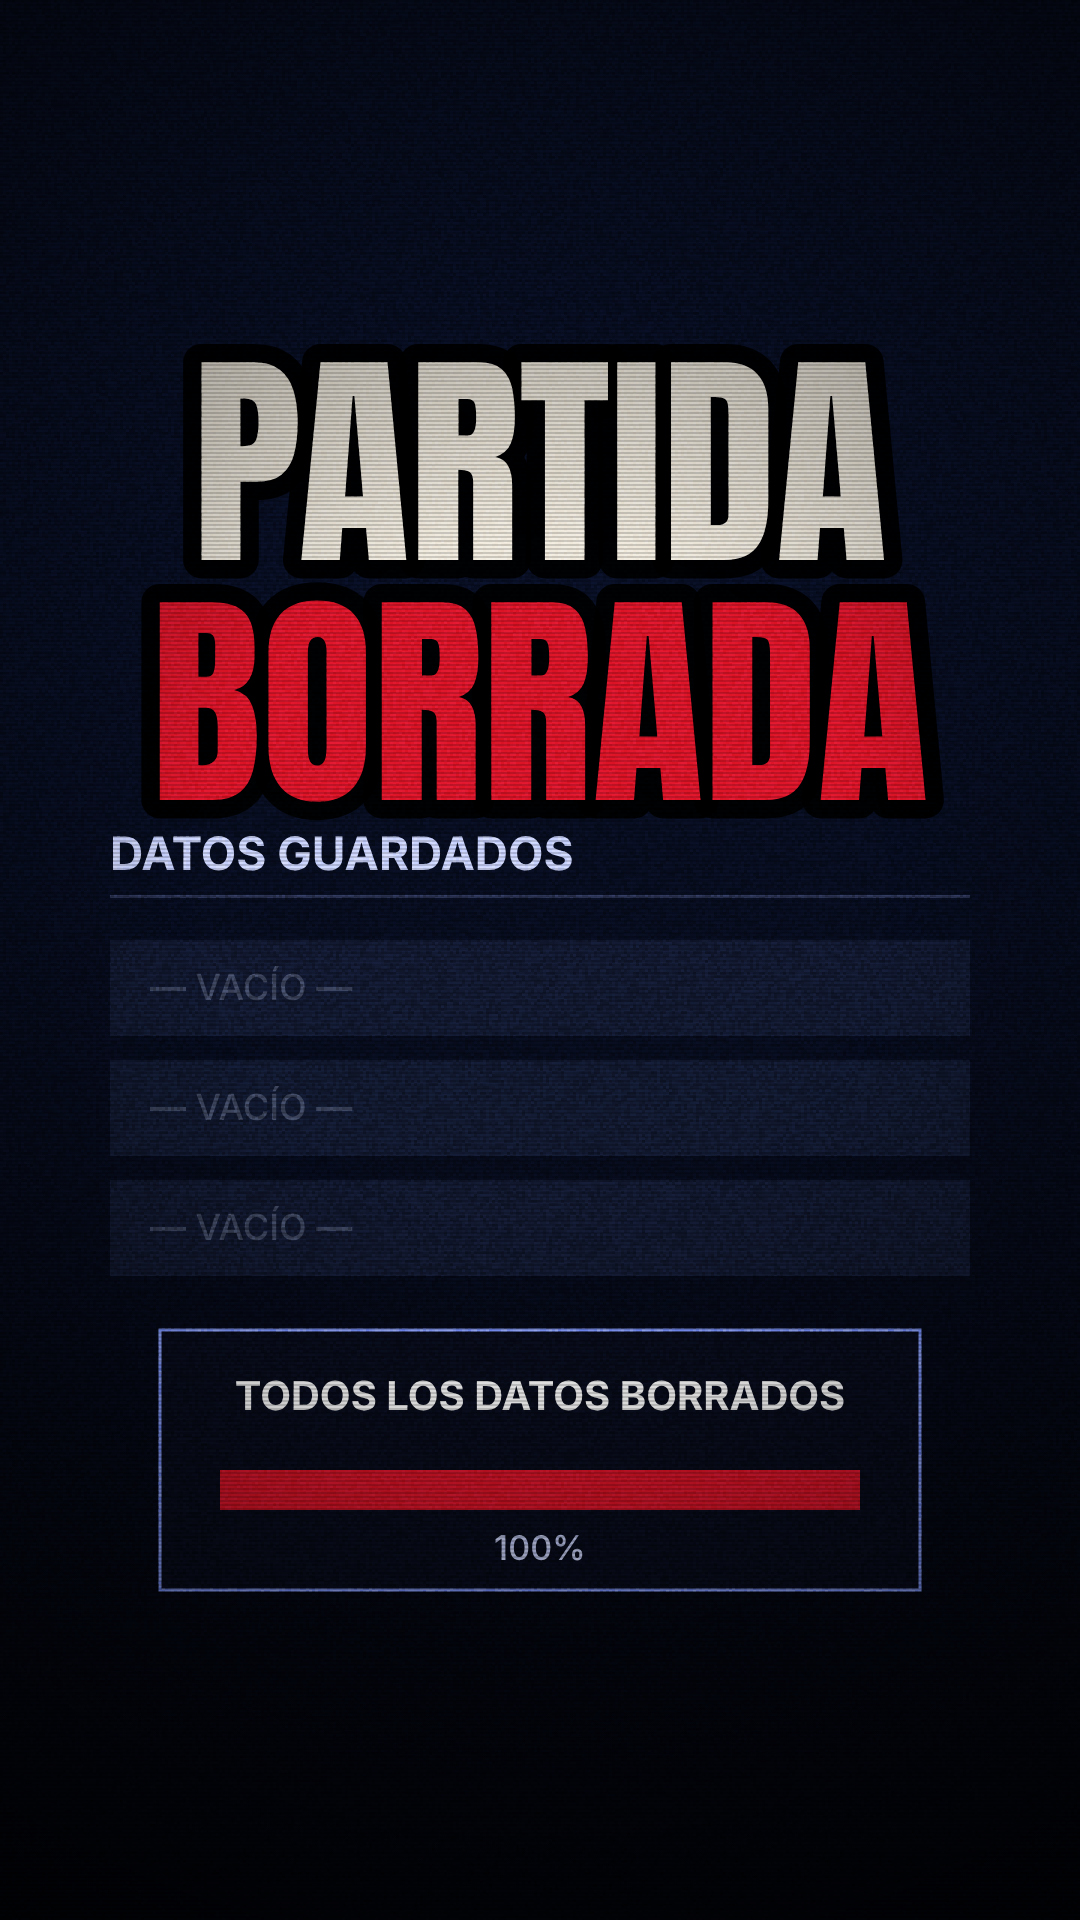 PARTIDA
BORRADA
DATOS GUARDADOS
— VACÍO —
— VACÍO —
— VACÍO —
TODOS LOS DATOS BORRADOS
100%